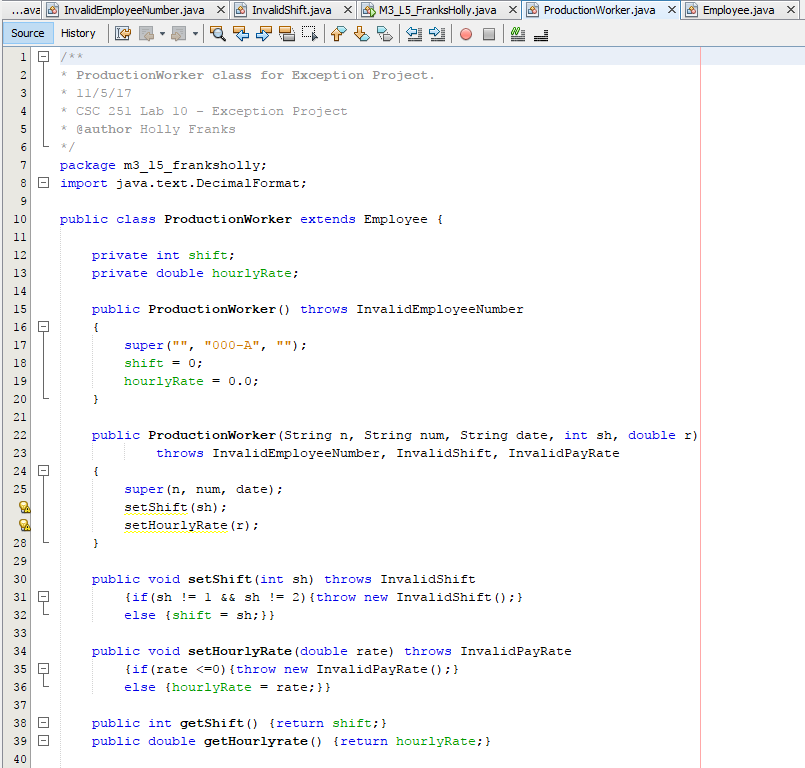 ...ava InvalidEmployeeNumber.java InvalidShift.java M3_L5_FranksHolly.java ProductionWorker.java Employee.java
Source History
1 /**
2 * ProductionWorker class for Exception Project.
3 * 11/5/17
4 * CSC 251 Lab 10 - Exception Project
5 * @author Holly Franks
6 */
7 package m3_l5_franksholly;
8 import java.text.DecimalFormat;
9
10 public class ProductionWorker extends Employee {
11
12 private int shift;
13 private double hourlyRate;
14
15 public ProductionWorker() throws InvalidEmployeeNumber
16 {
17 super("", "000-A", "");
18 shift = 0;
19 hourlyRate = 0.0;
20 }
21
22 public ProductionWorker(String n, String num, String date, int sh, double r)
23 throws InvalidEmployeeNumber, InvalidShift, InvalidPayRate
24 {
25 super(n, num, date);
setShift(sh);
setHourlyRate(r);
28 }
29
30 public void setShift(int sh) throws InvalidShift
31 {if(sh != 1 && sh != 2){throw new InvalidShift();}
32 else {shift = sh;}}
33
34 public void setHourlyRate(double rate) throws InvalidPayRate
35 {if(rate <=0){throw new InvalidPayRate();}
36 else {hourlyRate = rate;}}
37
38 public int getShift() {return shift;}
39 public double getHourlyrate() {return hourlyRate;}
40